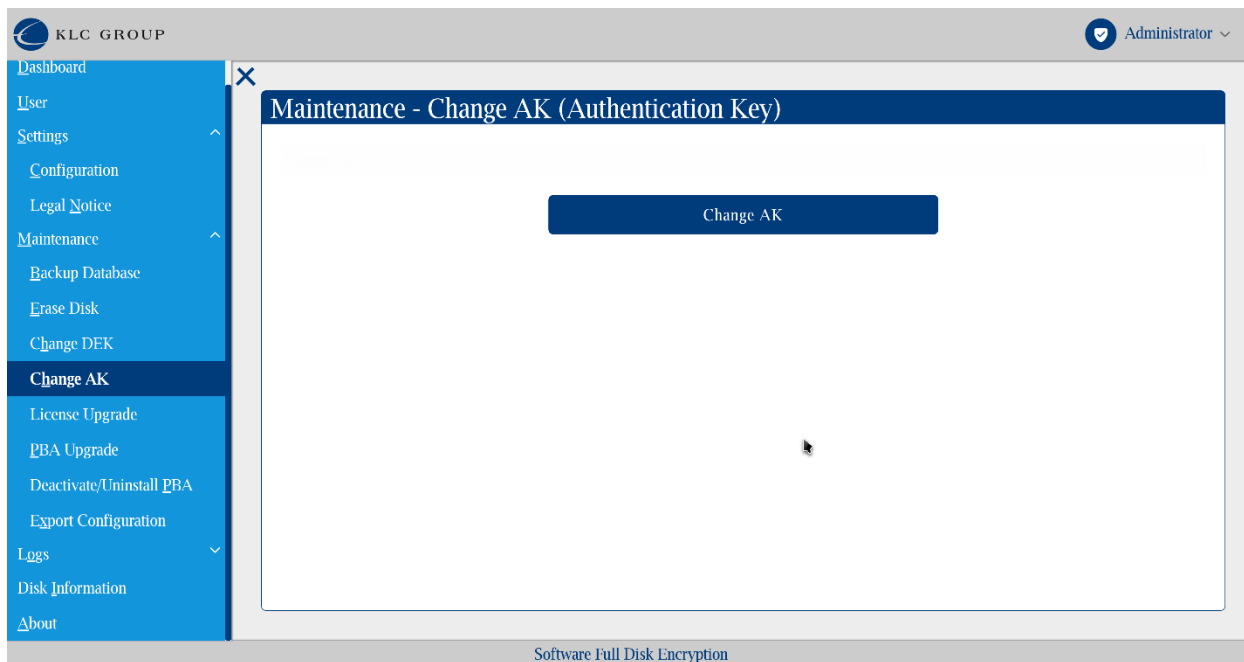 KLC GROUP
Administrator
Dashboard
User
Settings
Configuration
Legal Notice
Maintenance
Backup Database
Erase Disk
Change DEK
Change AK
License Upgrade
PBA Upgrade
Deactivate/Uninstall PBA
Export Configuration
Logs
Disk Information
About
Maintenance - Change AK (Authentication Key)
Change AK
Software Full Disk Encryption